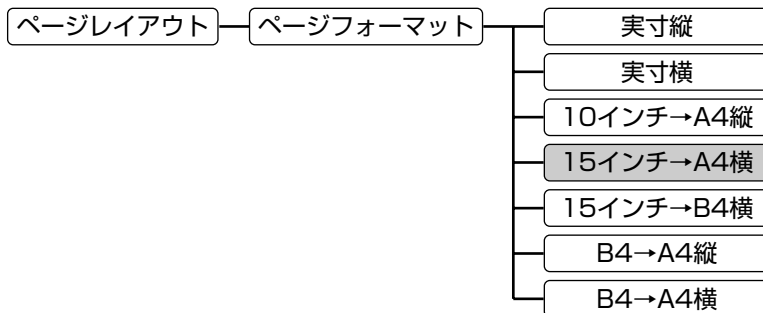 ページレイアウト ページフォーマット 実寸縦
実寸横
10インチ→A4縦
15インチ→A4横
15インチ→B4横
B4→A4縦
B4→A4横